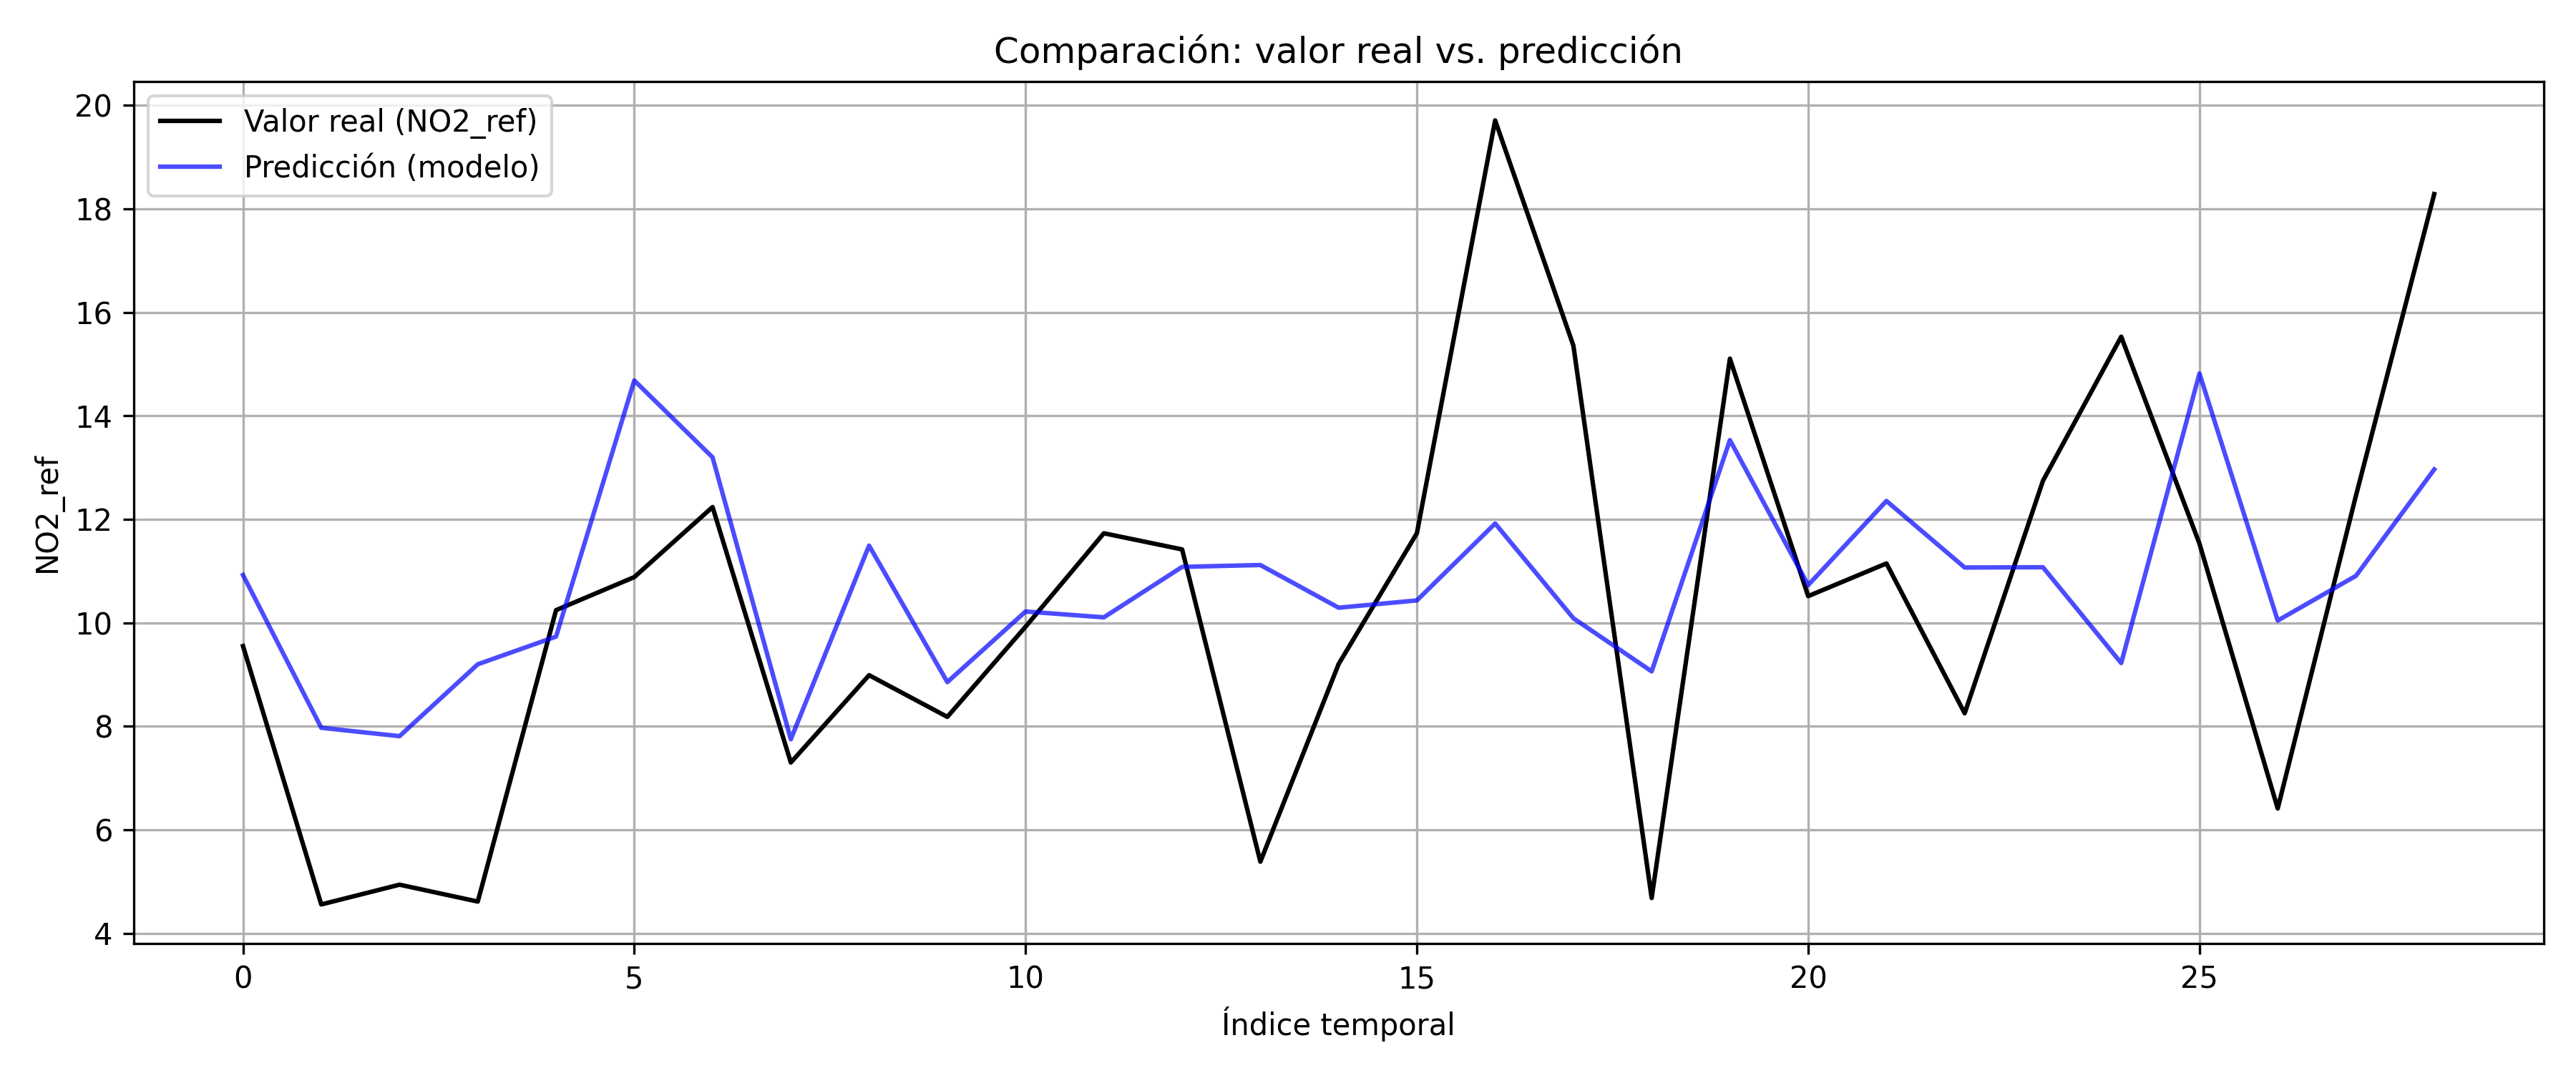 Comparación: valor real vs. predicción
Valor real (NO2_ref)
Predicción (modelo)
NO2_ref
20
18
16
14
12
10
8
6
4
0 5 10 15 20 25
Índice temporal